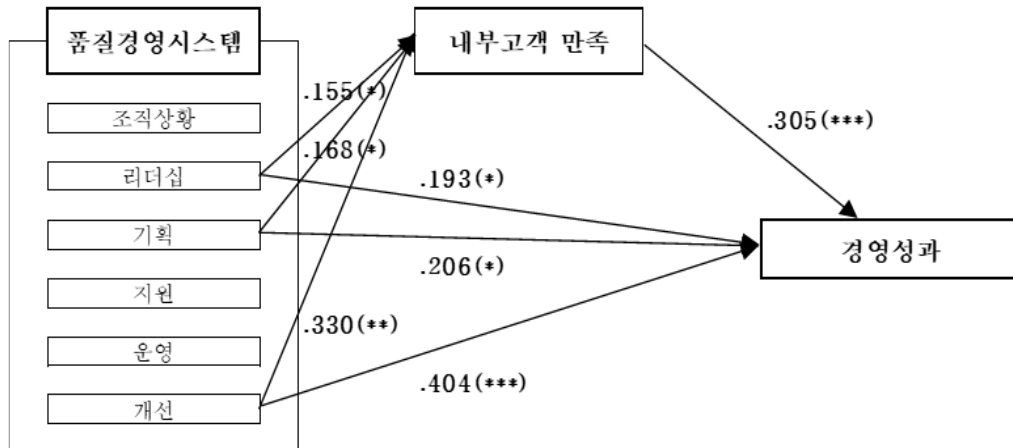 품질경영시스템
내부고객 만족
조직상황
리더십
기획
지원
운영
개선
.155(*)
.168(*)
.193(*)
.206(*)
.330(**)
.404(***)
.305(***)
경영성과